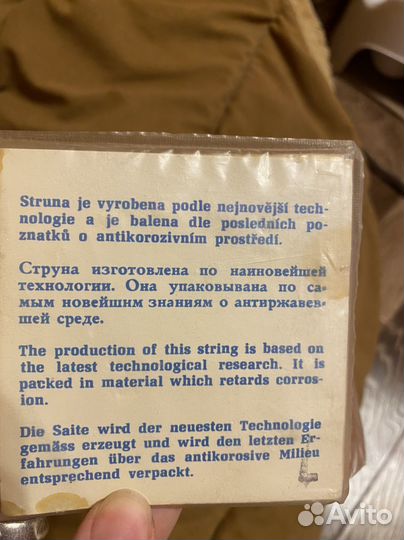 Struna je vyrobena podle nejnovější tech-
nologie a je balena dle posledních po-
znatků o antikorozivním prostředí.
Струна изготовлена по наиновейшей
технологии. Она упаковывана по са-
мым новейшим знаниям о антиржавев-
шей среде.
The production of this string is based on
the latest technological research. It is
packed in material which retards corros-
ion.
Die Saite wird der neuesten Technologie
gemäss erzeugt und wird den letzten Er-
fahrungen über das antikorosive Milieu
entsprechend verpackt.
Avito